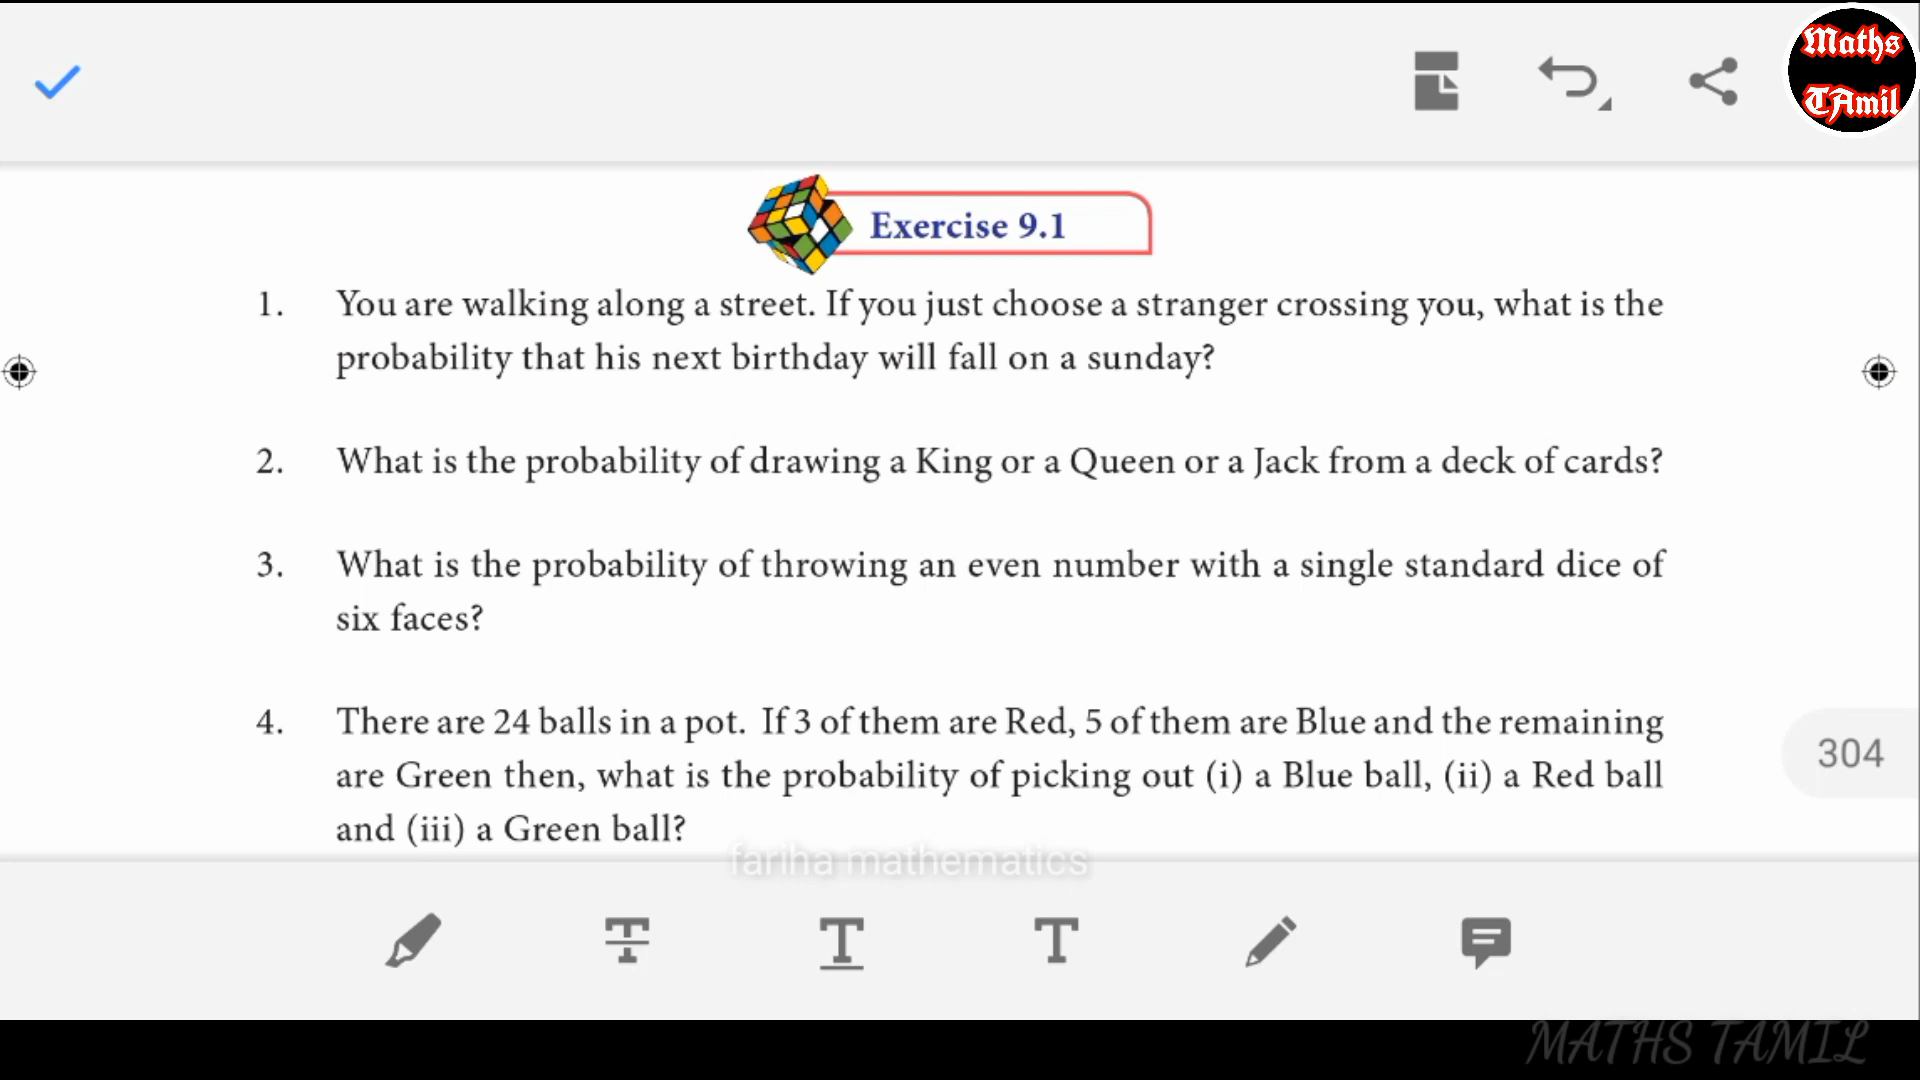 Maths
TAmil
Exercise 9.1
1. You are walking along a street. If you just choose a stranger crossing you, what is the
probability that his next birthday will fall on a sunday?
2. What is the probability of drawing a King or a Queen or a Jack from a deck of cards?
3. What is the probability of throwing an even number with a single standard dice of
six faces?
4. There are 24 balls in a pot. If 3 of them are Red, 5 of them are Blue and the remaining
are Green then, what is the probability of picking out (i) a Blue ball, (ii) a Red ball
and (iii) a Green ball?
304
fariha mathematics
T
T
T
MATHS TAMIL